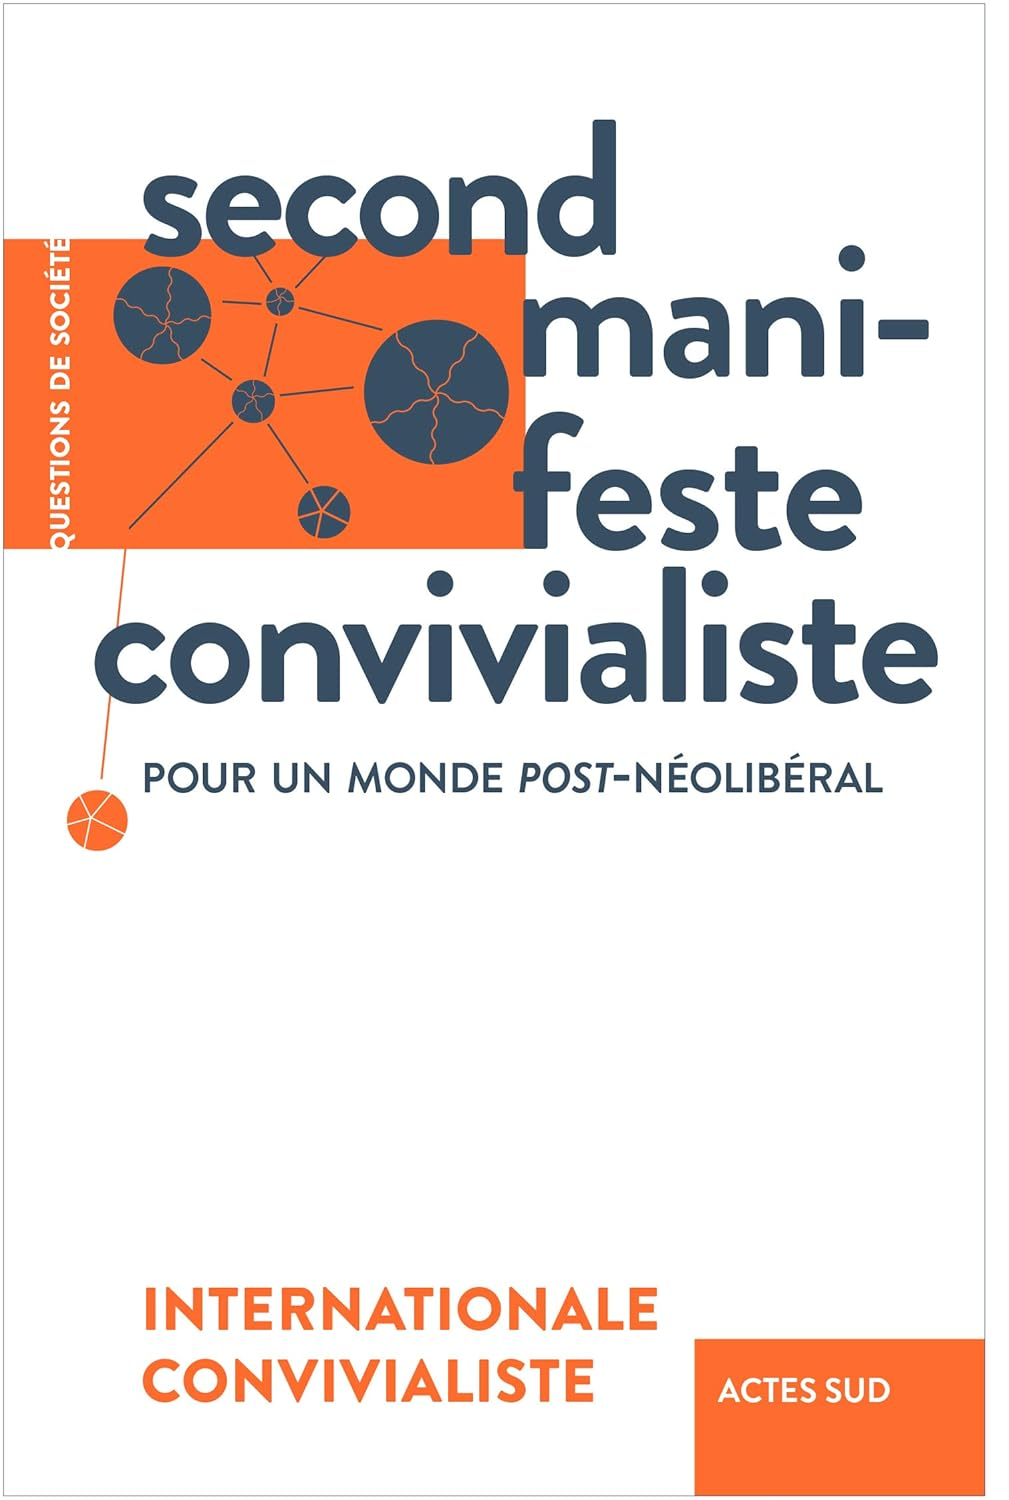 second
mani-
feste
convivialiste
POUR UN MONDE POST-NÉOLIBÉRAL
QUESTIONS DE SOCIÉTÉ
INTERNATIONALE
CONVIVIALISTE
ACTES SUD